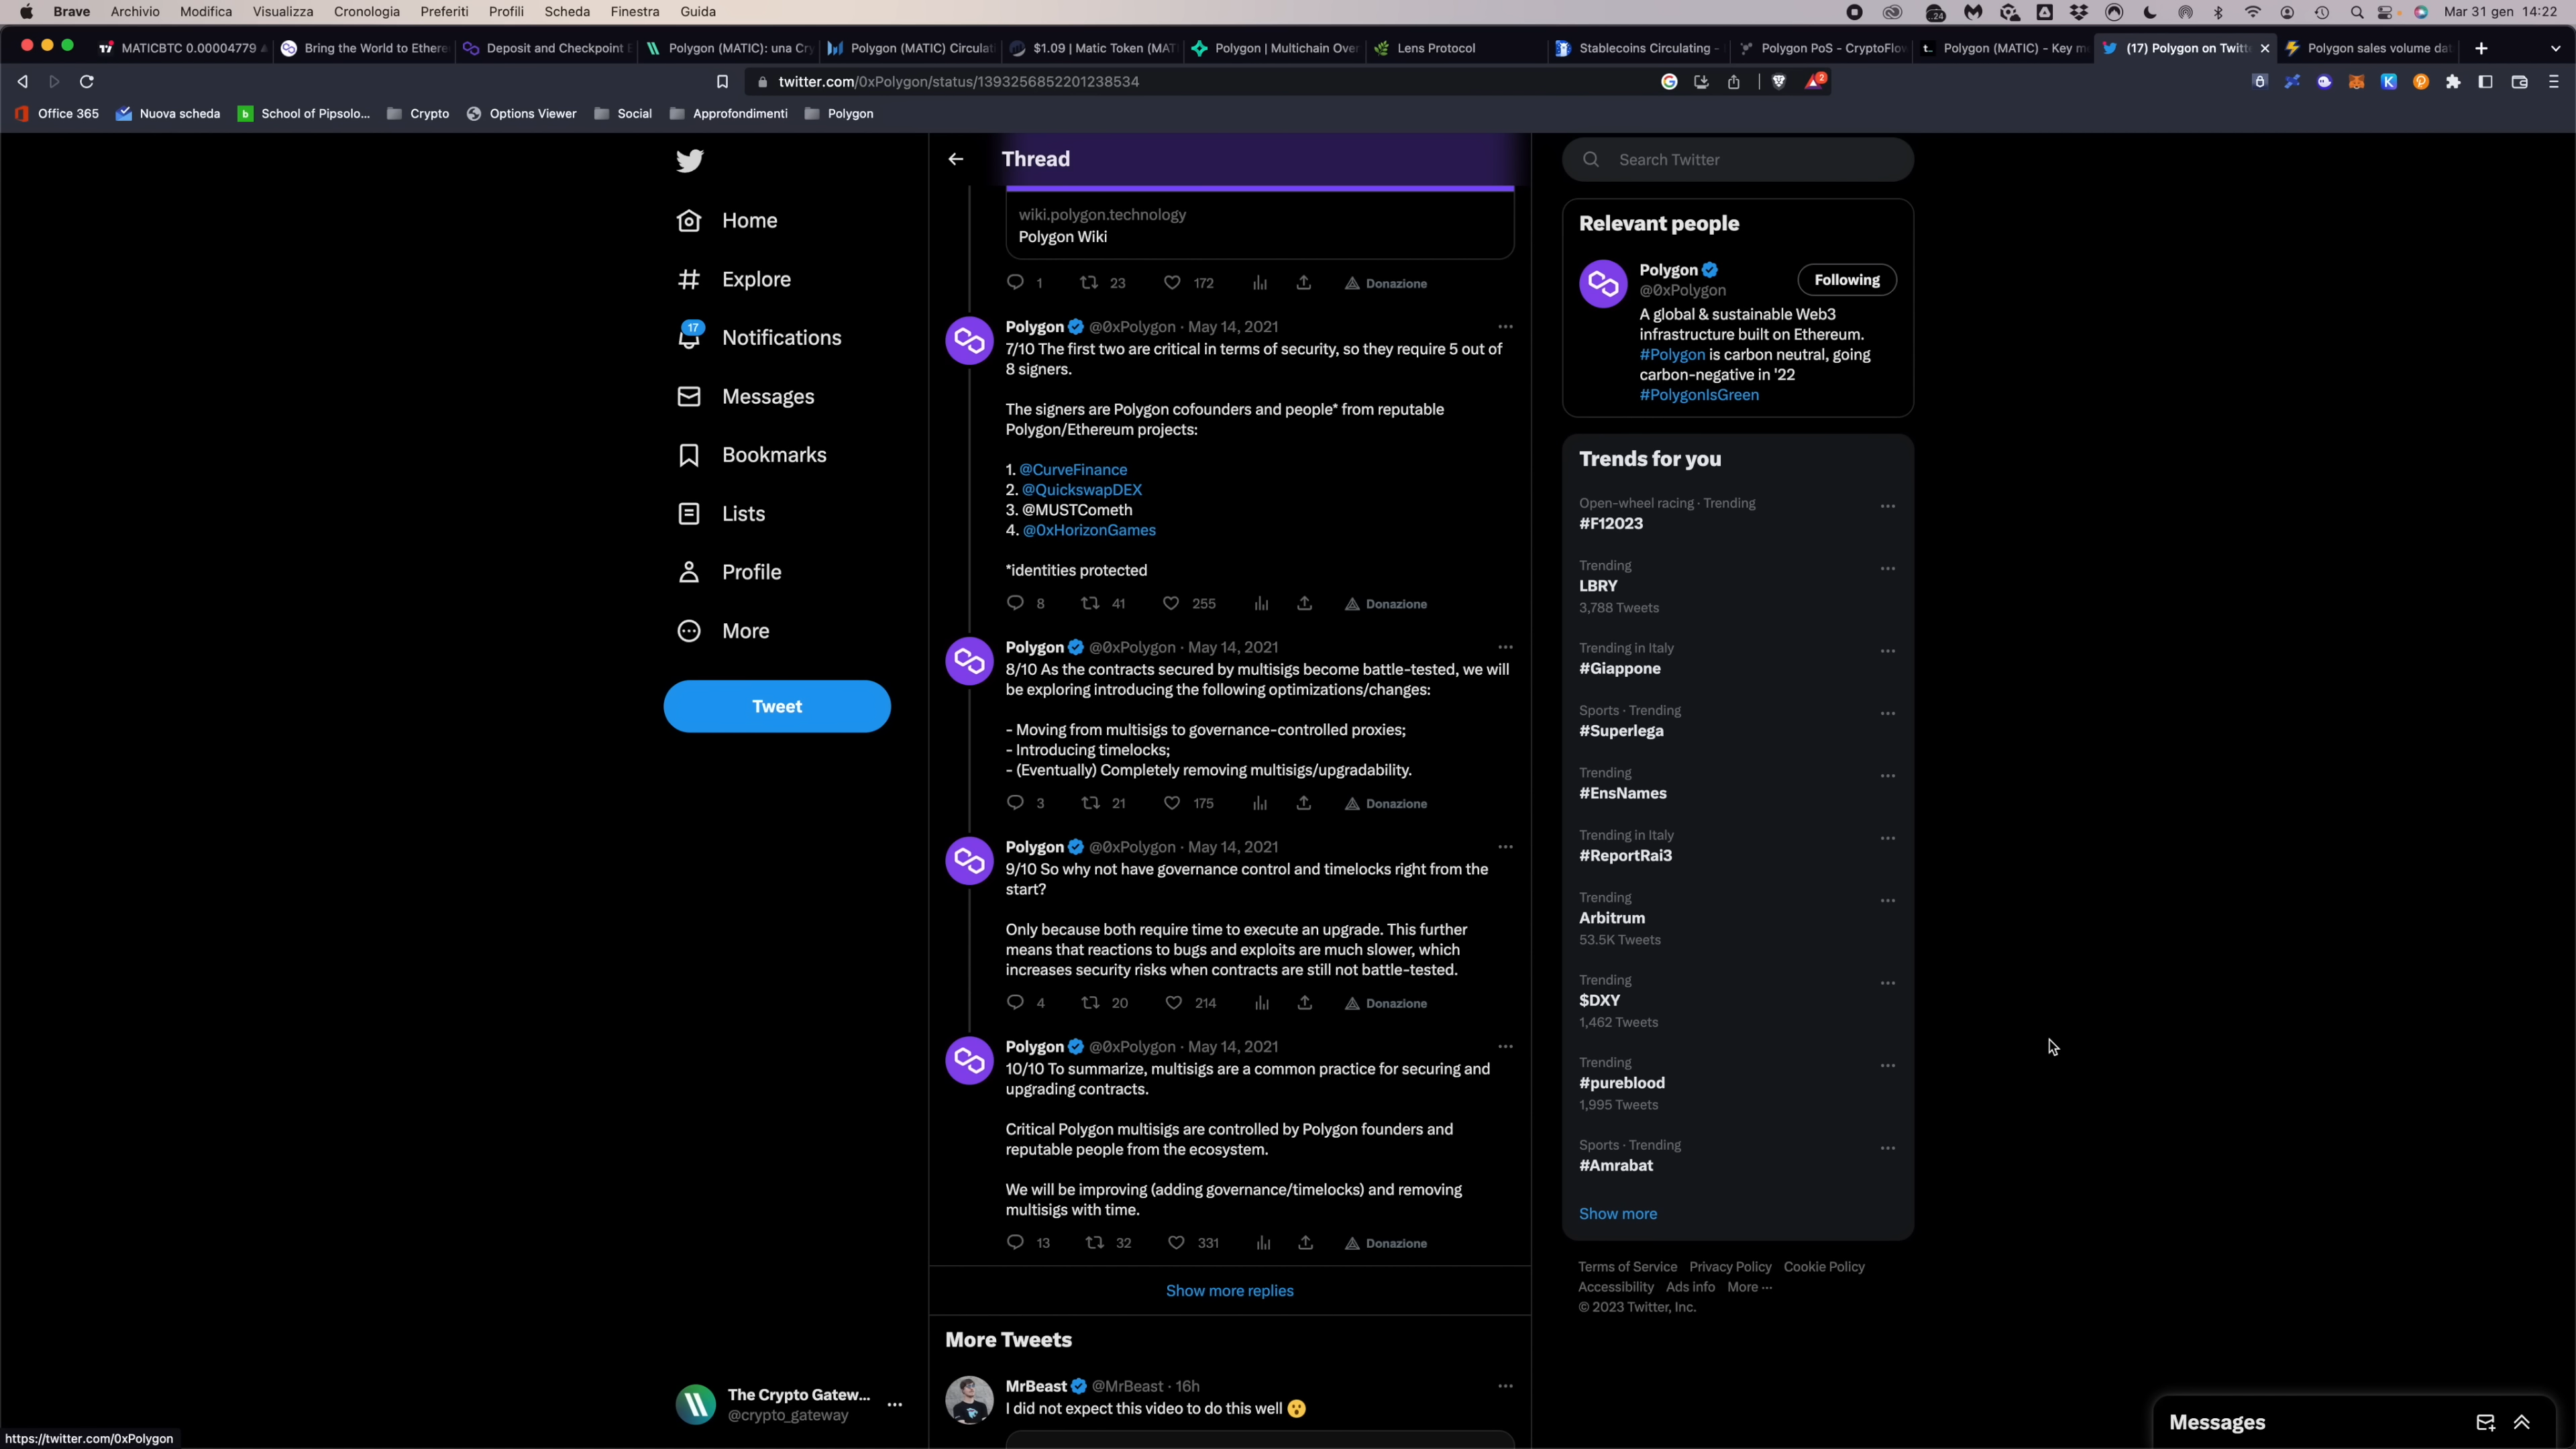 Brave Archivio Modifica Visualizza Cronologia Preferiti Profili Scheda Finestra Guida
24
Mar 31 gen 14:22
MATICBTC 0.00004779
Bring the World to Ethere
Deposit and Checkpoint
Polygon (MATIC): una Cry
Polygon (MATIC) Circulat
$1.09 | Matic Token (MAT
Polygon | Multichain Over
Lens Protocol
Stablecoins Circulating -
Polygon PoS - CryptoFlow
Polygon (MATIC) - Key m
(17) Polygon on Twitt
Polygon sales volume dat
twitter.com/0xPolygon/status/1393256852201238534
2
Office 365
Nuova scheda
School of Pipsolo...
Crypto
Options Viewer
Social
Approfondimenti
Polygon
Home
Explore
17
Notifications
Messages
Bookmarks
Lists
Profile
More
Tweet
The Crypto Gatew...
@crypto_gateway
https://twitter.com/0xPolygon
Thread
wiki.polygon.technology
Polygon Wiki
1 23 172 Donazione
Polygon @0xPolygon · May 14, 2021
7/10 The first two are critical in terms of security, so they require 5 out of
8 signers.
The signers are Polygon cofounders and people* from reputable
Polygon/Ethereum projects:
1. @CurveFinance
2. @QuickswapDEX
3. @MUSTCometh
4. @0xHorizonGames
*identities protected
8 41 255 Donazione
Polygon @0xPolygon · May 14, 2021
8/10 As the contracts secured by multisigs become battle-tested, we will
be exploring introducing the following optimizations/changes:
- Moving from multisigs to governance-controlled proxies;
- Introducing timelocks;
- (Eventually) Completely removing multisigs/upgradability.
3 21 175 Donazione
Polygon @0xPolygon · May 14, 2021
9/10 So why not have governance control and timelocks right from the
start?
Only because both require time to execute an upgrade. This further
means that reactions to bugs and exploits are much slower, which
increases security risks when contracts are still not battle-tested.
4 20 214 Donazione
Polygon @0xPolygon · May 14, 2021
10/10 To summarize, multisigs are a common practice for securing and
upgrading contracts.
Critical Polygon multisigs are controlled by Polygon founders and
reputable people from the ecosystem.
We will be improving (adding governance/timelocks) and removing
multisigs with time.
13 32 331 Donazione
Show more replies
More Tweets
MrBeast @MrBeast · 16h
I did not expect this video to do this well 😮
Search Twitter
Relevant people
Polygon
@0xPolygon
Following
A global & sustainable Web3
infrastructure built on Ethereum.
#Polygon is carbon neutral, going
carbon-negative in '22
#PolygonIsGreen
Trends for you
Open-wheel racing · Trending
#F12023
Trending
LBRY
3,788 Tweets
Trending in Italy
#Giappone
Sports · Trending
#Superlega
Trending
#EnsNames
Trending in Italy
#ReportRai3
Trending
Arbitrum
53.5K Tweets
Trending
$DXY
1,462 Tweets
Trending
#pureblood
1,995 Tweets
Sports · Trending
#Amrabat
Show more
Terms of Service Privacy Policy Cookie Policy
Accessibility Ads info More ···
© 2023 Twitter, Inc.
Messages